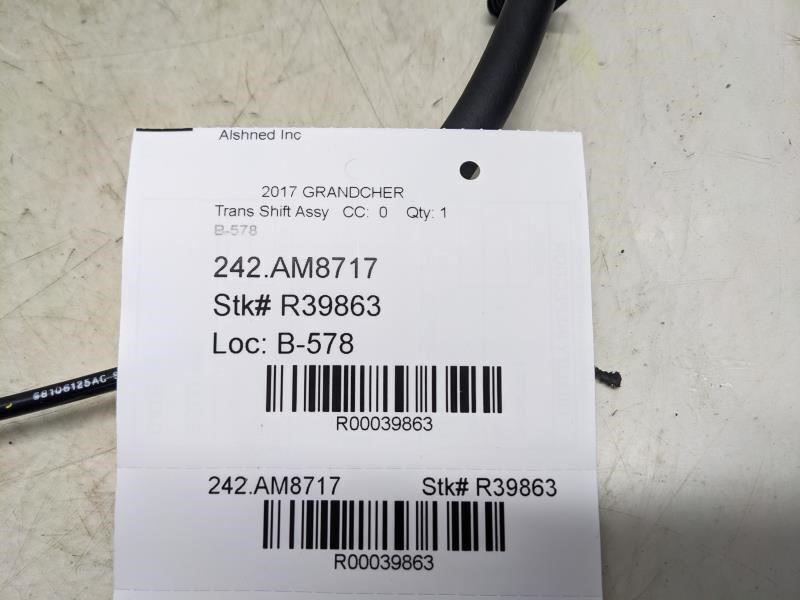 Alshned Inc
2017 GRANDCHER
Trans Shift Assy CC: 0 Qty: 1
B-578
242.AM8717
Stk# R39863
Loc: B-578
68106125AC
R00039863
242.AM8717 Stk# R39863
R00039863